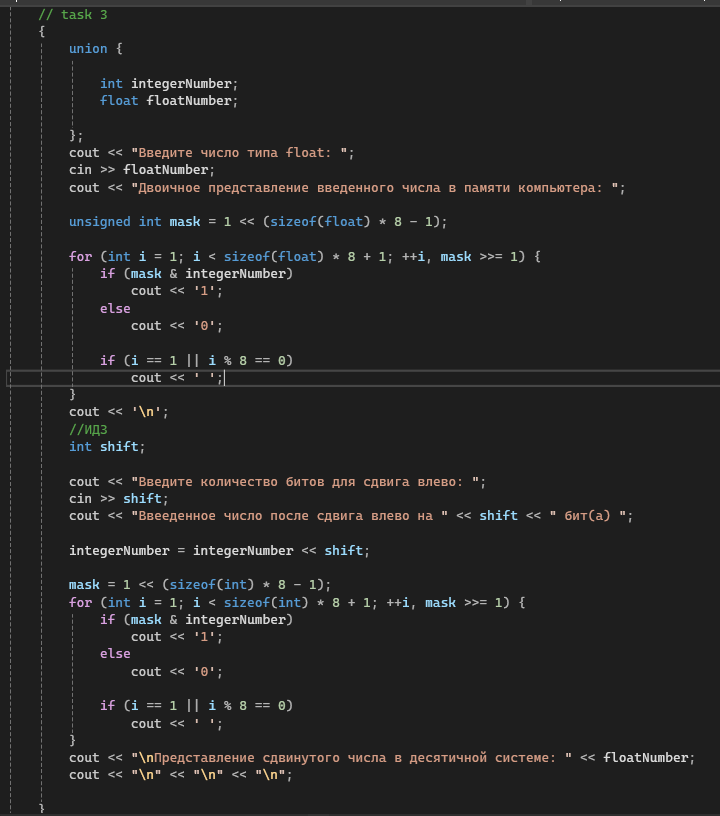 // task 3
{
union {
int integerNumber;
float floatNumber;
};
cout << "Введите число типа float: ";
cin >> floatNumber;
cout << "Двоичное представление введенного числа в памяти компьютера: ";
unsigned int mask = 1 << (sizeof(float) * 8 - 1);
for (int i = 1; i < sizeof(float) * 8 + 1; ++i, mask >>= 1) {
if (mask & integerNumber)
cout << '1';
else
cout << '0';
if (i == 1 || i % 8 == 0)
cout << ' ';
}
cout << '\n';
//ИДЗ
int shift;
cout << "Введите количество битов для сдвига влево: ";
cin >> shift;
cout << "Ввееденное число после сдвига влево на " << shift << " бит(а) ";
integerNumber = integerNumber << shift;
mask = 1 << (sizeof(int) * 8 - 1);
for (int i = 1; i < sizeof(int) * 8 + 1; ++i, mask >>= 1) {
if (mask & integerNumber)
cout << '1';
else
cout << '0';
if (i == 1 || i % 8 == 0)
cout << ' ';
}
cout << "\nПредставление сдвинутого числа в десятичной системе: " << floatNumber;
cout << "\n" << "\n" << "\n";
}